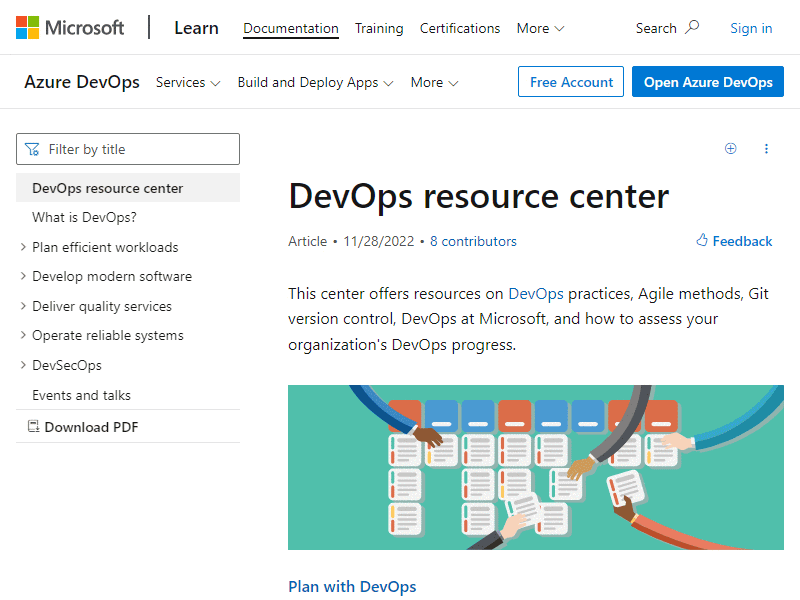 Microsoft
Learn
Documentation
Training
Certifications
More
Search
Sign in
Azure DevOps
Services
Build and Deploy Apps
More
Free Account
Open Azure DevOps
Filter by title
DevOps resource center
What is DevOps?
Plan efficient workloads
Develop modern software
Deliver quality services
Operate reliable systems
DevSecOps
Events and talks
Download PDF
DevOps resource center
Article • 11/28/2022 • 8 contributors
Feedback
This center offers resources on DevOps practices, Agile methods, Git
version control, DevOps at Microsoft, and how to assess your
organization's DevOps progress.
Plan with DevOps